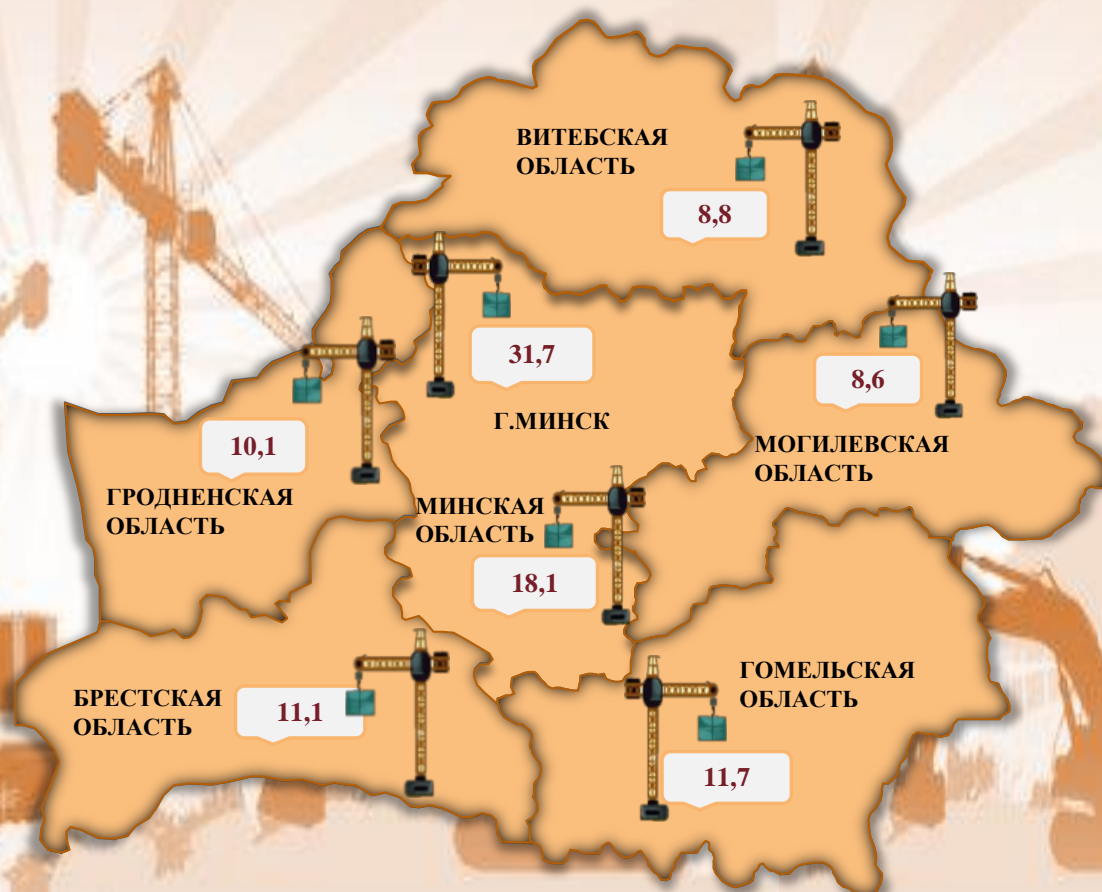 ВИТЕБСКАЯ
ОБЛАСТЬ
8,8
31,7
Г.МИНСК
8,6
МОГИЛЕВСКАЯ
ОБЛАСТЬ
10,1
ГРОДНЕНСКАЯ
ОБЛАСТЬ
МИНСКАЯ
ОБЛАСТЬ
18,1
БРЕСТСКАЯ
ОБЛАСТЬ
11,1
ГОМЕЛЬСКАЯ
ОБЛАСТЬ
11,7